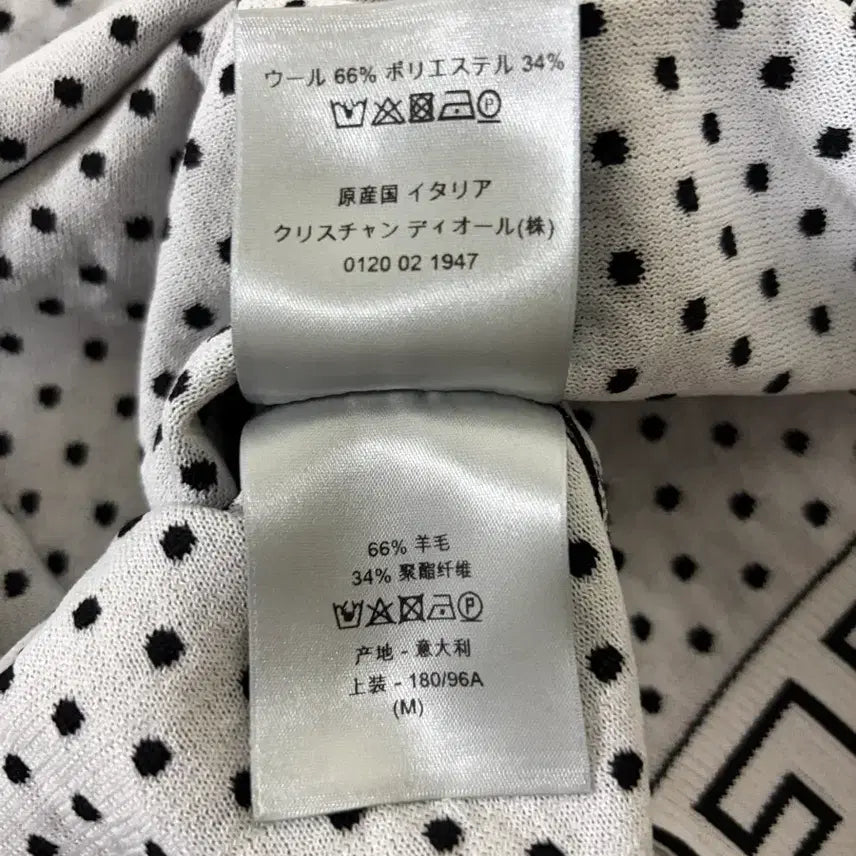 ウール 66% ポリエステル 34%
P
原産国 イタリア
クリスチャン ディオール(株)
0120 02 1947
66% 羊毛
34% 聚酯纤维
P
产地 - 意大利
上装 - 180/96A
(M)